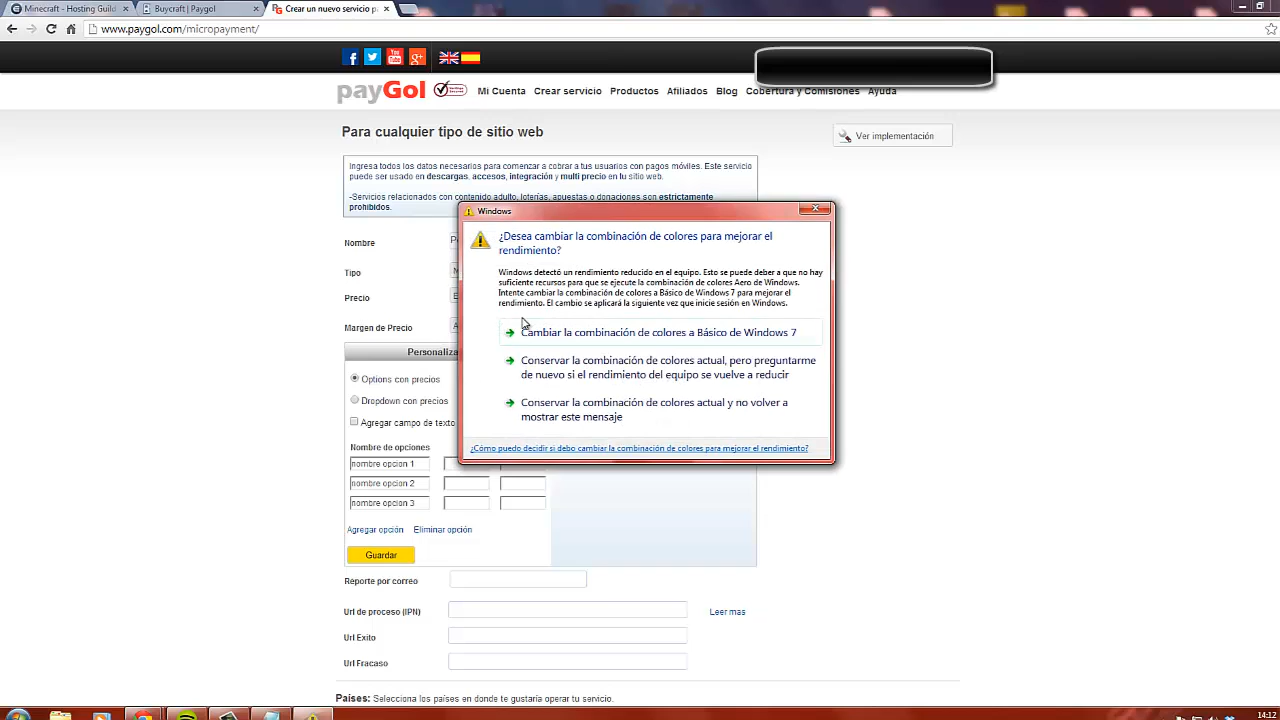 Minecraft - Hosting Guild
Buycraft | Paygol
Crear un nuevo servicio p
www.paygol.com/micropayment/
payGol
Mi Cuenta Crear servicio Productos Afiliados Blog Cobertura y Comisiones Ayuda
Para cualquier tipo de sitio web
Ver implementación
Ingresa todos los datos necesarios para comenzar a cobrar a tus usuarios con pagos móviles. Este servicio
puede ser usado en descargas, accesos, integración y multi precio en tu sitio web.
-Servicios relacionados con contenido adulto, loterías, apuestas o donaciones son estrictamente
prohibidos.
Windows
¿Desea cambiar la combinación de colores para mejorar el
rendimiento?
Windows detectó un rendimiento reducido en el equipo. Esto se puede deber a que no hay
suficiente recursos para que se ejecute la combinación de colores Aero de Windows.
Intente cambiar la combinación de colores a Básico de Windows 7 para mejorar el
rendimiento. El cambio se aplicará la siguiente vez que inicie sesión en Windows.
Cambiar la combinación de colores a Básico de Windows 7
Conservar la combinación de colores actual, pero preguntarme
de nuevo si el rendimiento del equipo se vuelve a reducir
Conservar la combinación de colores actual y no volver a
mostrar este mensaje
¿Cómo puedo decidir si debo cambiar la combinación de colores para mejorar el rendimiento?
Nombre
Tipo
Precio
Margen de Precio
Personaliza
Options con precios
Dropdown con precios
Agregar campo de texto
Nombre de opciones
nombre opcion 1
nombre opcion 2
nombre opcion 3
Agregar opción Eliminar opción
Guardar
Reporte por correo
Url de proceso (IPN)
Leer mas
Url Exito
Url Fracaso
Países: Selecciona los países en donde te gustaría operar tu servicio.
14:12